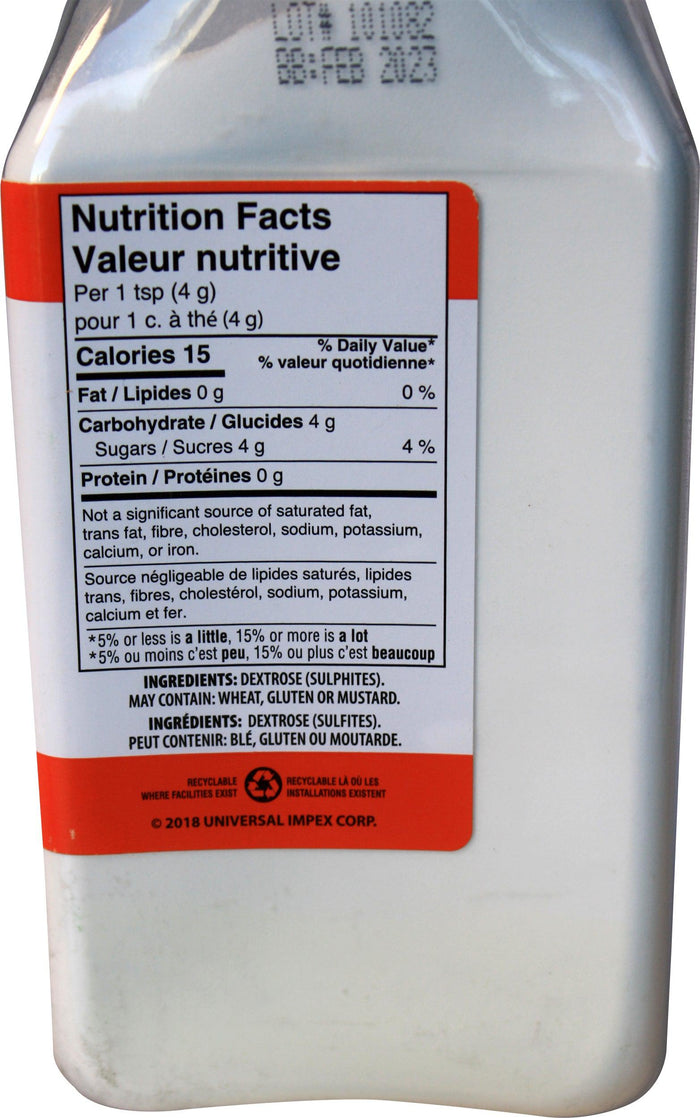 LOT# 101082
BB:FEB 2023
Nutrition Facts
Valeur nutritive
Per 1 tsp (4 g)
pour 1 c. à thé (4 g)
Calories 15
% Daily Value*
% valeur quotidienne*
Fat / Lipides 0 g 0 %
Carbohydrate / Glucides 4 g
Sugars / Sucres 4 g 4 %
Protein / Protéines 0 g
Not a significant source of saturated fat,
trans fat, fibre, cholesterol, sodium, potassium,
calcium, or iron.
Source négligeable de lipides saturés, lipides
trans, fibres, cholestérol, sodium, potassium,
calcium et fer.
*5% or less is a little, 15% or more is a lot
*5% ou moins c'est peu, 15% ou plus c'est beaucoup
INGREDIENTS: DEXTROSE (SULPHITES).
MAY CONTAIN: WHEAT, GLUTEN OR MUSTARD.
INGRÉDIENTS: DEXTROSE (SULFITES).
PEUT CONTENIR: BLÉ, GLUTEN OU MOUTARDE.
RECYCLABLE
WHERE FACILITIES EXIST
RECYCLABLE LÀ OÙ LES
INSTALLATIONS EXISTENT
© 2018 UNIVERSAL IMPEX CORP.